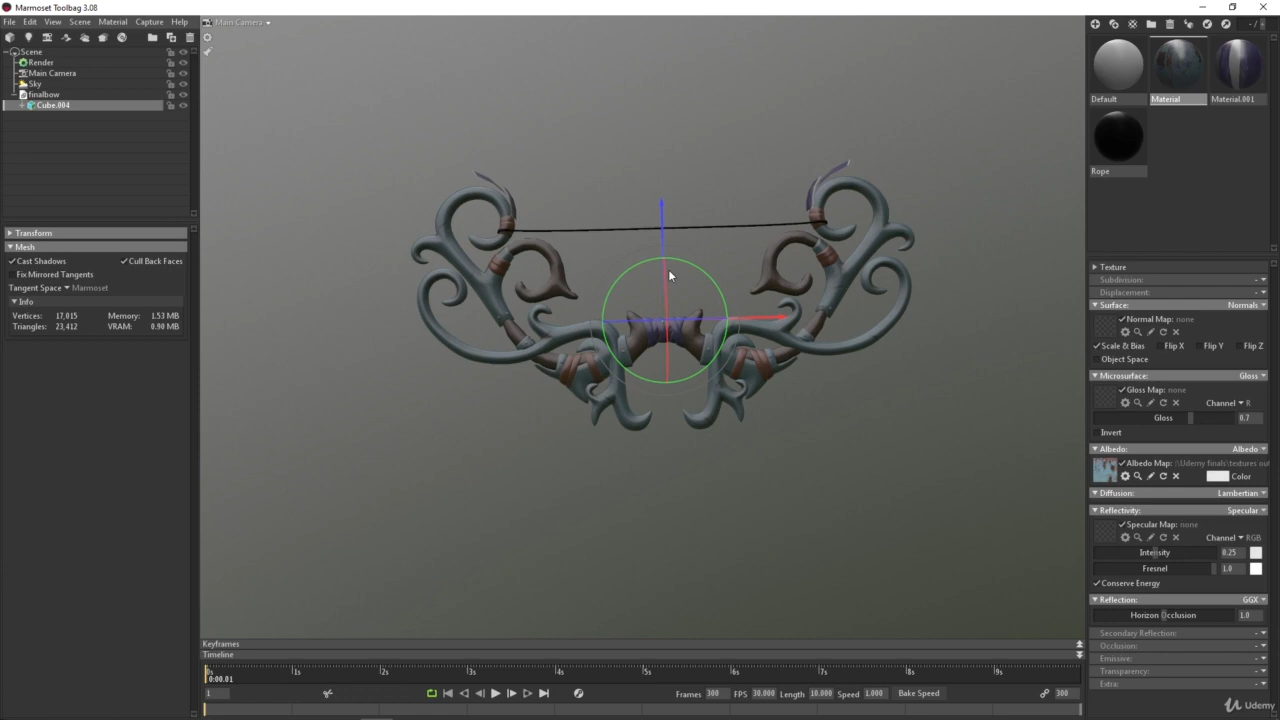 Marmoset Toolbag 3.08
File Edit View Scene Material Capture Help
Main Camera
Scene
Render
Main Camera
Sky
finalbow
Cube.004
Transform
Mesh
Cast Shadows Cull Back Faces
Fix Mirrored Tangents
Tangent Space Marmoset
Info
Vertices: 17,015 Memory: 1.53 MB
Triangles: 23,412 VRAM: 0.90 MB
Keyframes
Timeline
0s 1s 2s 3s 4s 5s 6s 7s 8s 9s
0:00.01
1 Frames 300 FPS 30.000 Length 10.000 Speed 1.000 Bake Speed 300
- /
Default Material Material.001
Rope
Texture
Subdivision: -
Displacement: -
Surface: Normals
Normal Map: none
Scale & Bias Flip X Flip Y Flip Z
Object Space
Microsurface: Gloss
Gloss Map: none
Channel R
Gloss 0.7
Invert
Albedo: Albedo
Albedo Map: \Udemy finals\textures ou
Color
Diffusion: Lambertian
Reflectivity: Specular
Specular Map: none
Channel RGB
Intensity 0.25
Fresnel 1.0
Conserve Energy
Reflection: GGX
Horizon Occlusion 1.0
Secondary Reflection: -
Occlusion: -
Emissive: -
Transparency: -
Extra: -
Udemy